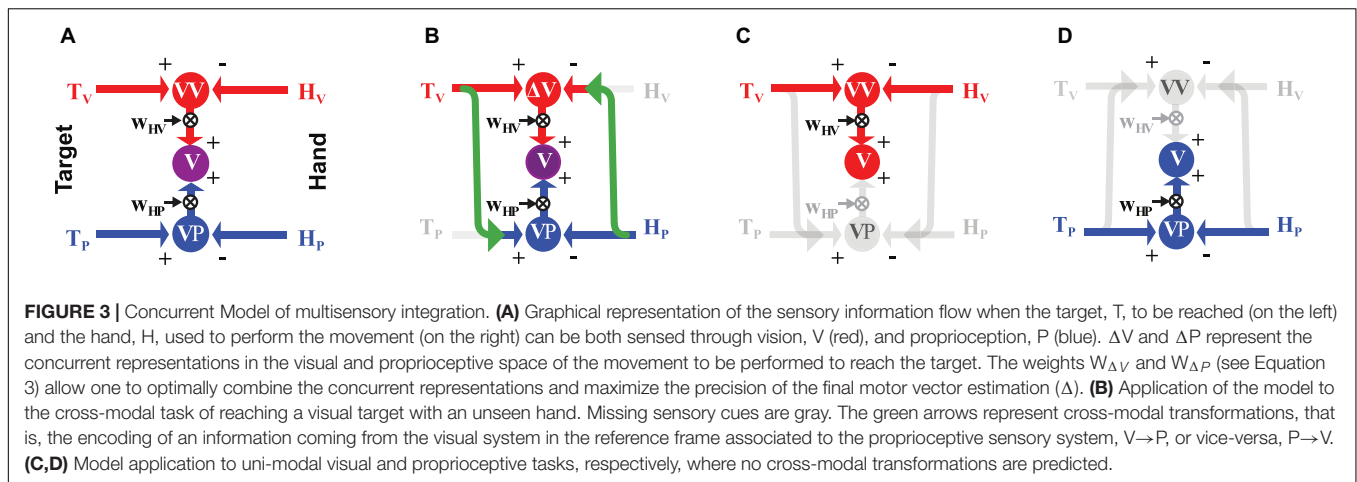 A B C D
+ - + - + - + -
T_V VV H_V T_V ΔV H_V T_V VV H_V T_V VV H_V
w_HV w_HV w_HV w_HV
Target Hand
V + + V + + V + + V + +
w_HP w_HP w_HP w_HP
T_P VP H_P T_P VP H_P T_P VP H_P T_P VP H_P
+ - + - + - + -
FIGURE 3 | Concurrent Model of multisensory integration. (A) Graphical representation of the sensory information flow when the target, T, to be reached (on the left)
and the hand, H, used to perform the movement (on the right) can be both sensed through vision, V (red), and proprioception, P (blue). ΔV and ΔP represent the
concurrent representations in the visual and proprioceptive space of the movement to be performed to reach the target. The weights W_ΔV and W_ΔP (see Equation
3) allow one to optimally combine the concurrent representations and maximize the precision of the final motor vector estimation (Δ). (B) Application of the model to
the cross-modal task of reaching a visual target with an unseen hand. Missing sensory cues are gray. The green arrows represent cross-modal transformations, that
is, the encoding of an information coming from the visual system in the reference frame associated to the proprioceptive sensory system, V→P, or vice-versa, P→V.
(C,D) Model application to uni-modal visual and proprioceptive tasks, respectively, where no cross-modal transformations are predicted.